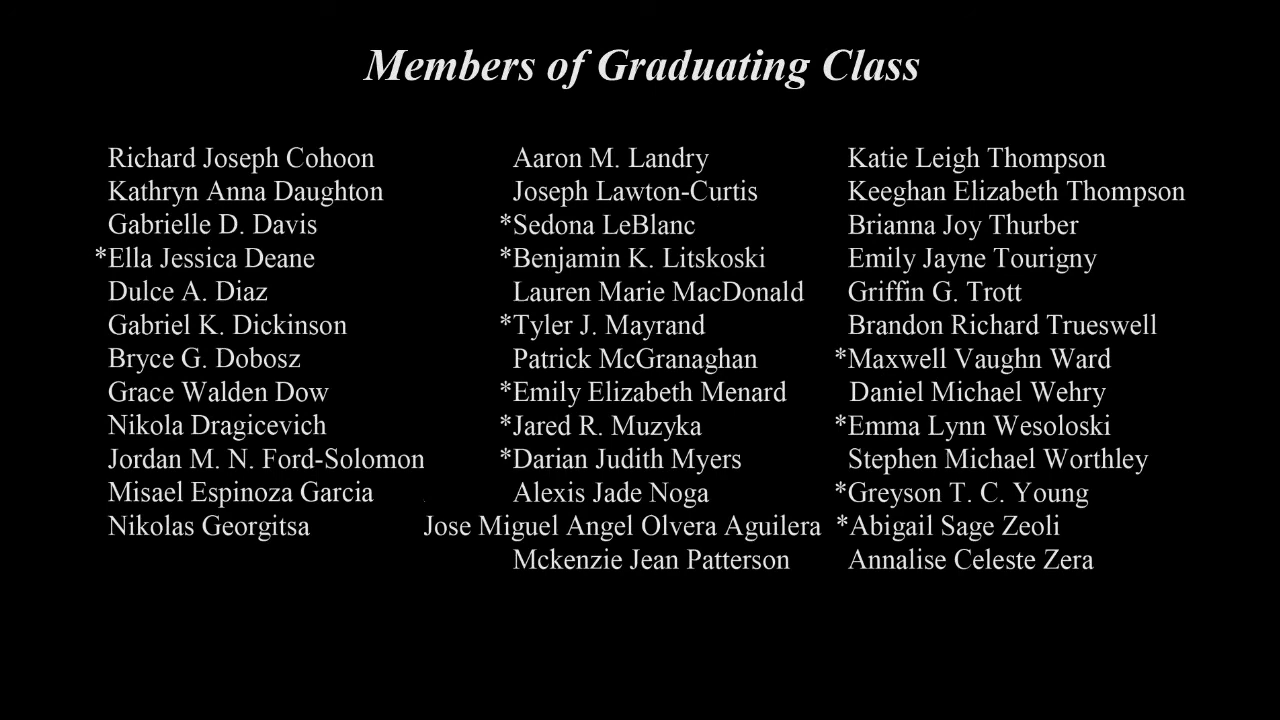 Members of Graduating Class
Richard Joseph Cohoon
Kathryn Anna Daughton
Gabrielle D. Davis
*Ella Jessica Deane
Dulce A. Diaz
Gabriel K. Dickinson
Bryce G. Dobosz
Grace Walden Dow
Nikola Dragicevich
Jordan M. N. Ford-Solomon
Misael Espinoza Garcia
Nikolas Georgitsa
Aaron M. Landry
Joseph Lawton-Curtis
*Sedona LeBlanc
*Benjamin K. Litskoski
Lauren Marie MacDonald
*Tyler J. Mayrand
Patrick McGranaghan
*Emily Elizabeth Menard
*Jared R. Muzyka
*Darian Judith Myers
Alexis Jade Noga
Jose Miguel Angel Olvera Aguilera
Mckenzie Jean Patterson
Katie Leigh Thompson
Keeghan Elizabeth Thompson
Brianna Joy Thurber
Emily Jayne Tourigny
Griffin G. Trott
Brandon Richard Trueswell
*Maxwell Vaughn Ward
Daniel Michael Wehry
*Emma Lynn Wesoloski
Stephen Michael Worthley
*Greyson T. C. Young
*Abigail Sage Zeoli
Annalise Celeste Zera